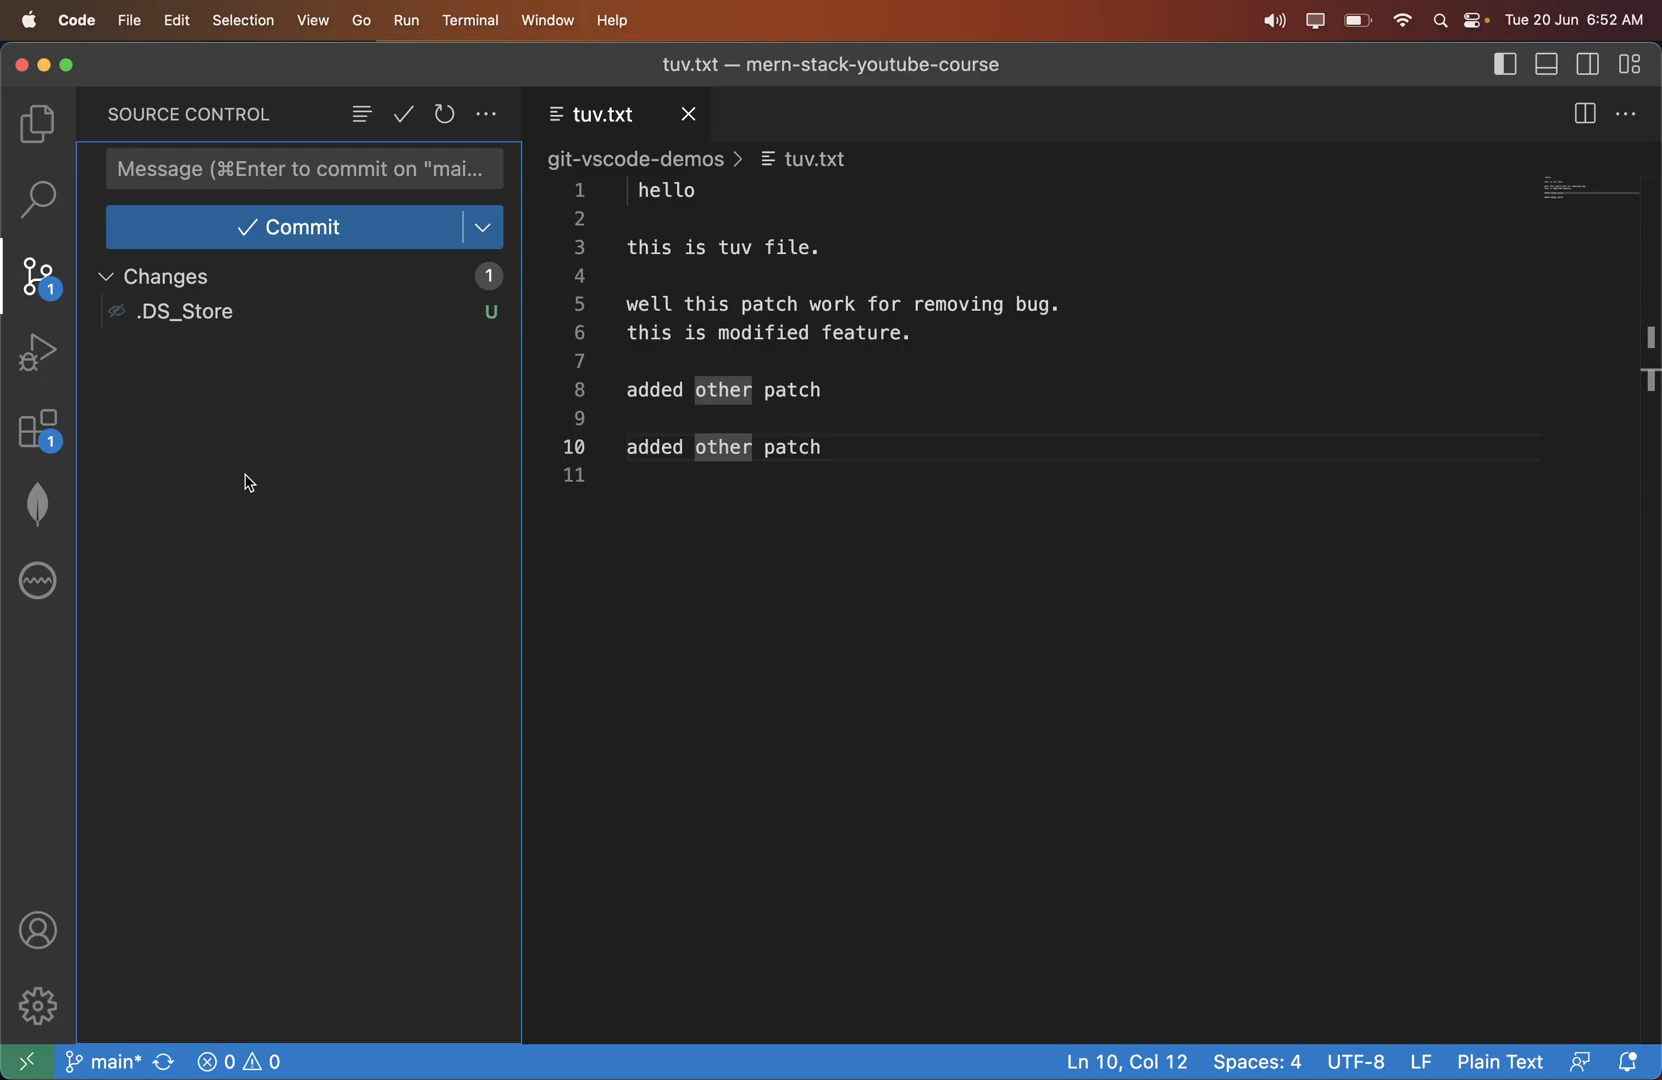 Code File Edit Selection View Go Run Terminal Window Help Tue 20 Jun 6:52 AM
tuv.txt — mern-stack-youtube-course
SOURCE CONTROL
tuv.txt
Message (⌘Enter to commit on "mai...
git-vscode-demos > tuv.txt
Commit
Changes 1
.DS_Store U
1 hello
2
3 this is tuv file.
4
5 well this patch work for removing bug.
6 this is modified feature.
7
8 added other patch
9
10 added other patch
11
1
1
main* 0 0 Ln 10, Col 12 Spaces: 4 UTF-8 LF Plain Text